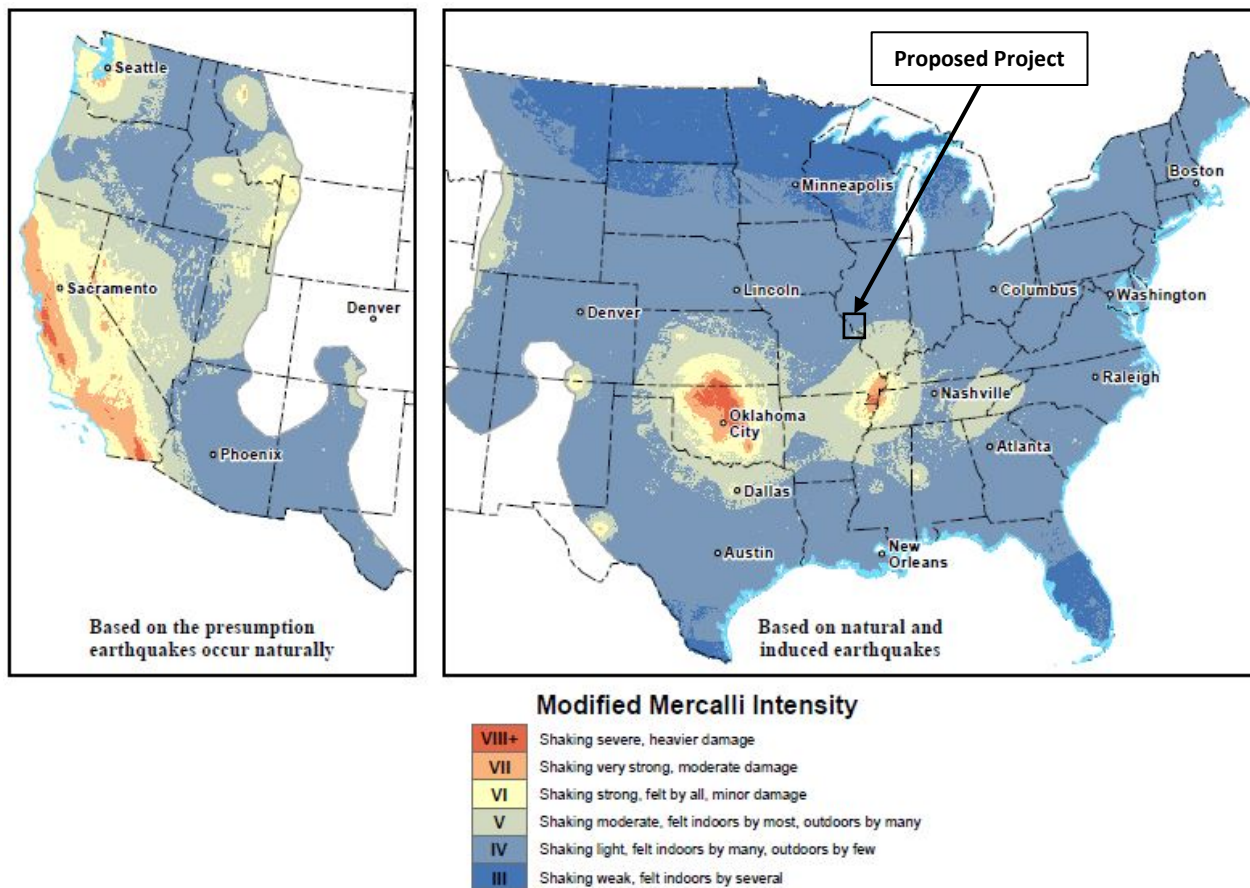 Seattle
Sacramento
Denver
Phoenix
Based on the presumption
earthquakes occur naturally
Proposed Project
Minneapolis
Boston
Lincoln
Columbus
Washington
Denver
Raleigh
Nashville
Oklahoma
City
Atlanta
Dallas
Austin
New
Orleans
Based on natural and
induced earthquakes
Modified Mercalli Intensity
VIII+ Shaking severe, heavier damage
VII Shaking very strong, moderate damage
VI Shaking strong, felt by all, minor damage
V Shaking moderate, felt indoors by most, outdoors by many
IV Shaking light, felt indoors by many, outdoors by few
III Shaking weak, felt indoors by several